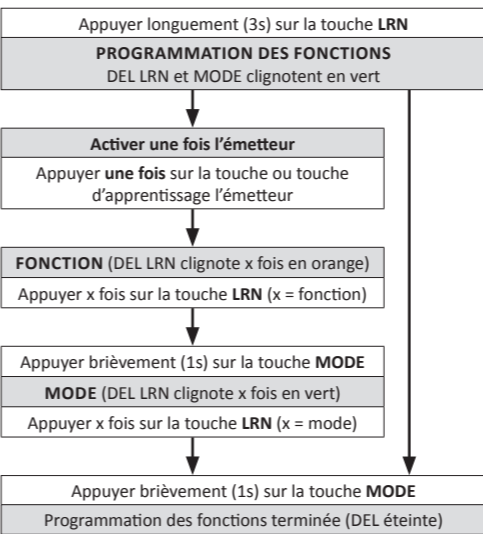 Appuyer longuement (3s) sur la touche LRN
PROGRAMMATION DES FONCTIONS
DEL LRN et MODE clignotent en vert
Activer une fois l'émetteur
Appuyer une fois sur la touche ou touche
d'apprentissage l'émetteur
FONCTION (DEL LRN clignote x fois en orange)
Appuyer x fois sur la touche LRN (x = fonction)
Appuyer brièvement (1s) sur la touche MODE
MODE (DEL LRN clignote x fois en vert)
Appuyer x fois sur la touche LRN (x = mode)
Appuyer brièvement (1s) sur la touche MODE
Programmation des fonctions terminée (DEL éteinte)